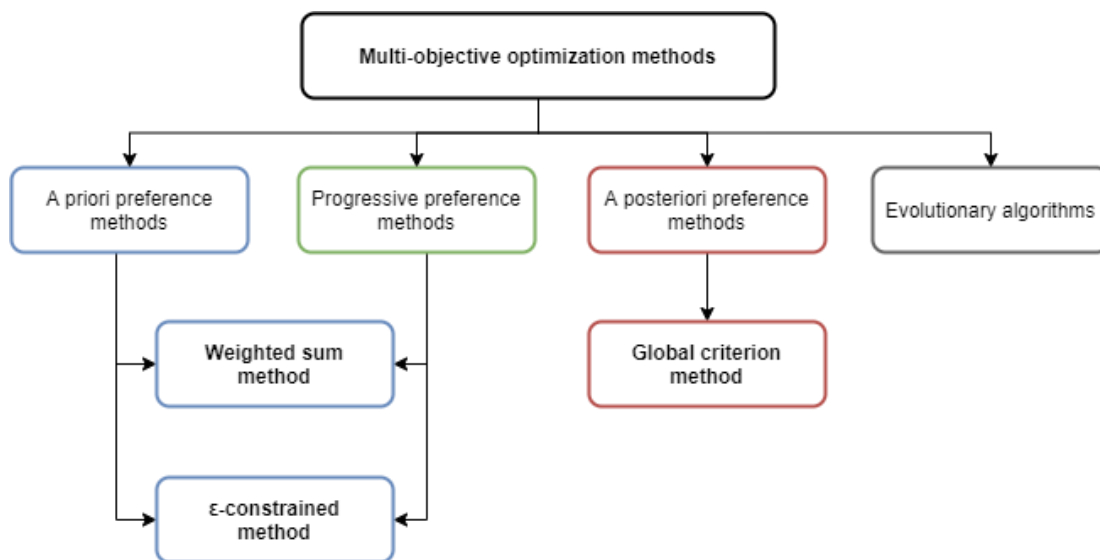 Multi-objective optimization methods
A priori preference
methods
Progressive preference
methods
A posteriori preference
methods
Evolutionary algorithms
Weighted sum
method
Global criterion
method
ε-constrained
method